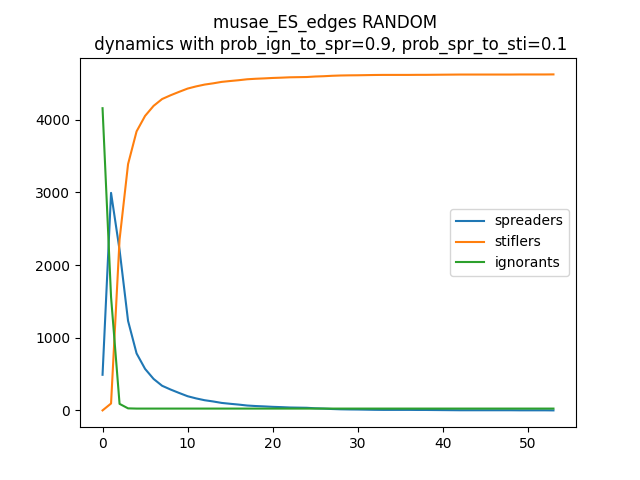 musae_ES_edges RANDOM
dynamics with prob_ign_to_spr=0.9, prob_spr_to_sti=0.1
4000
3000
2000
1000
0
spreaders
stiflers
ignorants
0 10 20 30 40 50